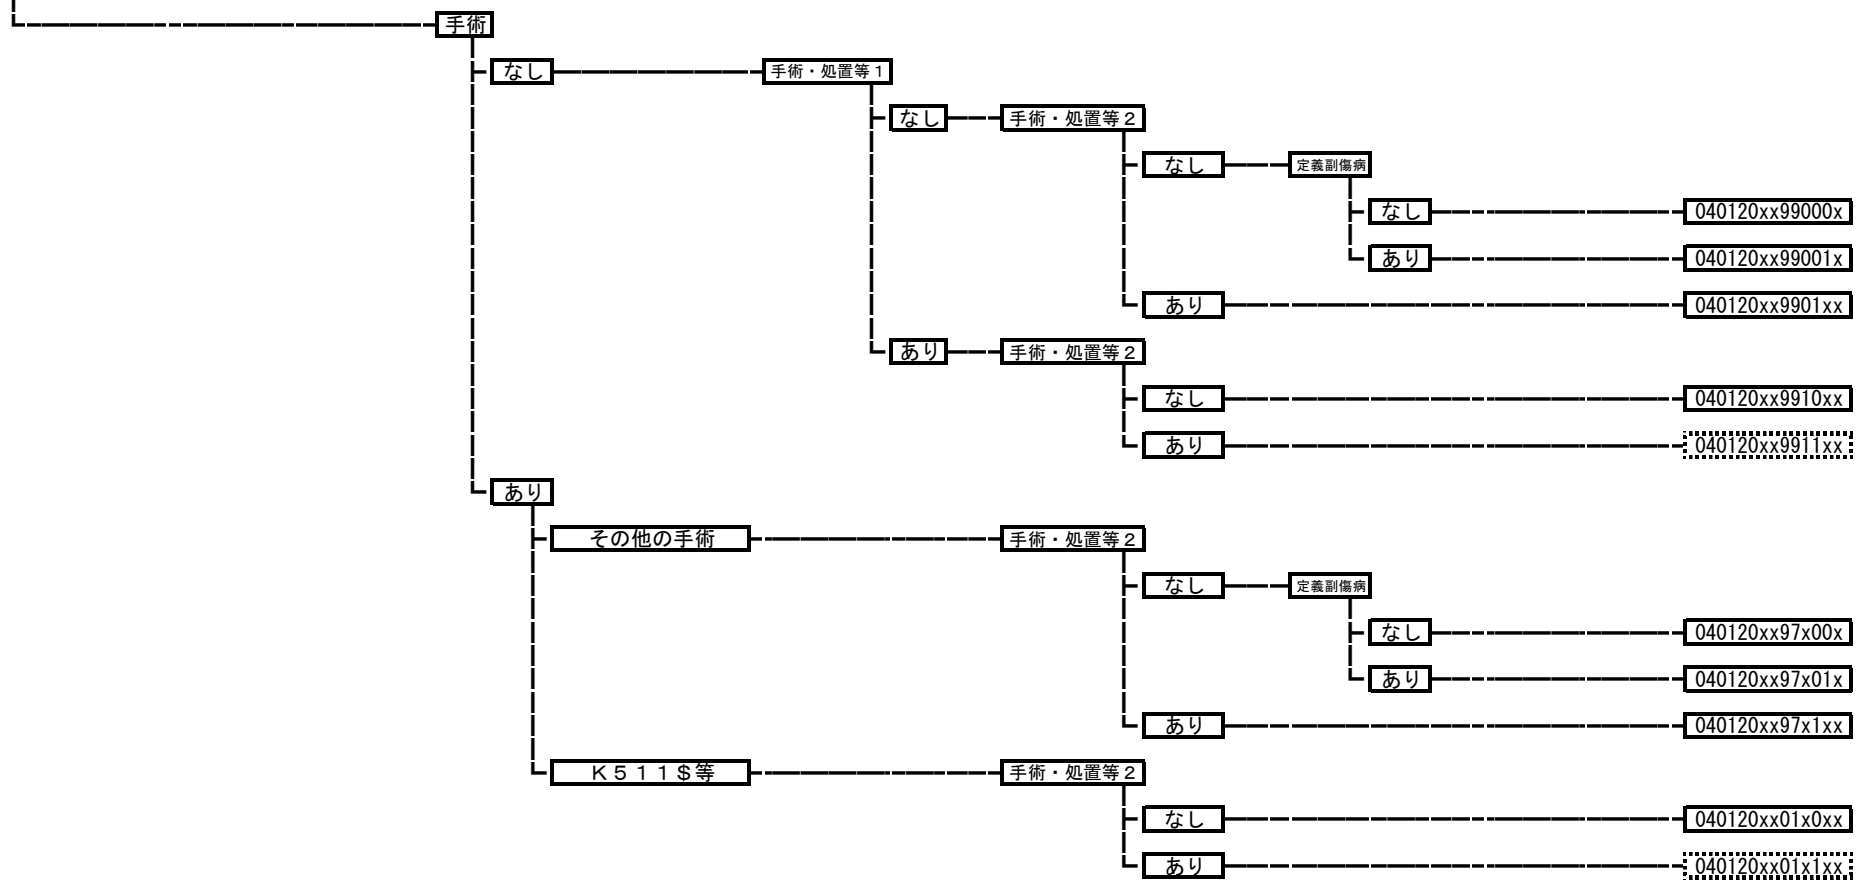 手術
なし 手術・処置等1
なし 手術・処置等2
なし 定義副傷病
なし 040120xx99000x
あり 040120xx99001x
あり 040120xx9901xx
あり 手術・処置等2
なし 040120xx9910xx
あり 040120xx9911xx
あり
その他の手術 手術・処置等2
なし 定義副傷病
なし 040120xx97x00x
あり 040120xx97x01x
あり 040120xx97x1xx
K511$等 手術・処置等2
なし 040120xx01x0xx
あり 040120xx01x1xx